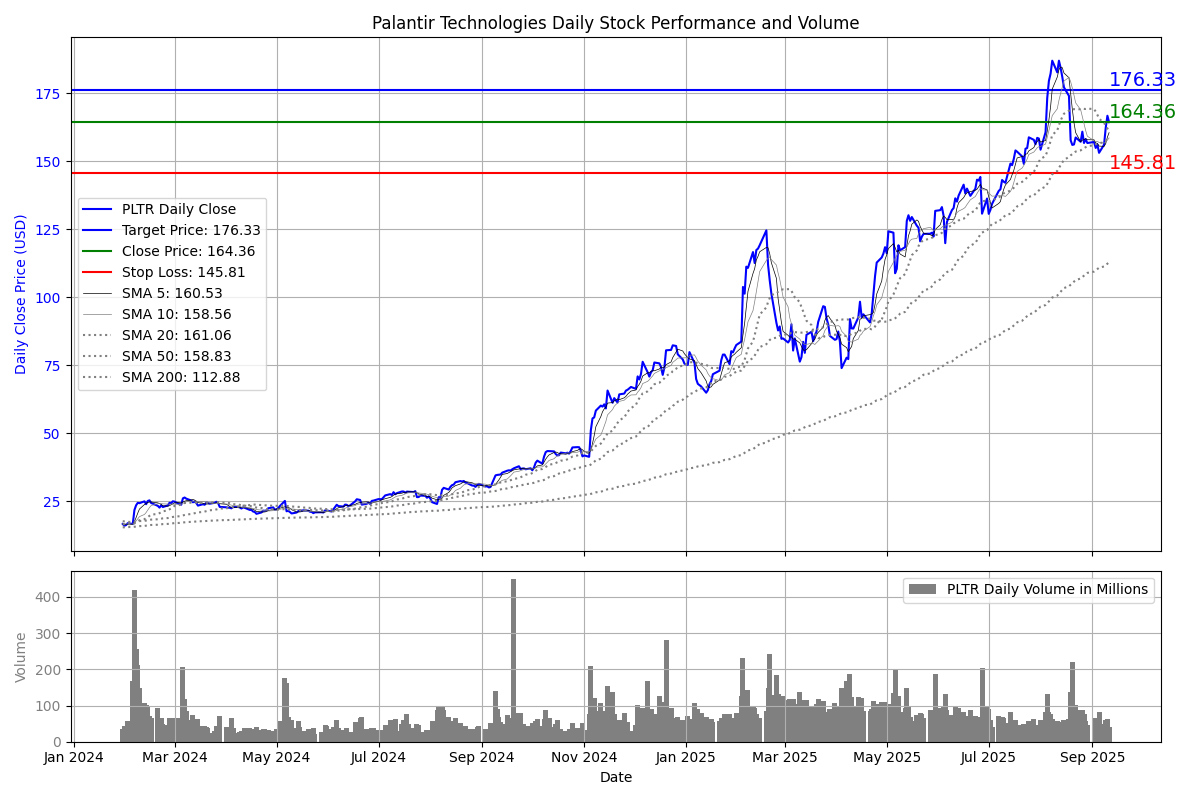 Palantir Technologies Daily Stock Performance and Volume
Daily Close Price (USD)
175
150
125
100
75
50
25
176.33
164.36
145.81
PLTR Daily Close
Target Price: 176.33
Close Price: 164.36
Stop Loss: 145.81
SMA 5: 160.53
SMA 10: 158.56
SMA 20: 161.06
SMA 50: 158.83
SMA 200: 112.88
Volume
400
300
200
100
0
PLTR Daily Volume in Millions
Jan 2024 Mar 2024 May 2024 Jul 2024 Sep 2024 Nov 2024 Jan 2025 Mar 2025 May 2025 Jul 2025 Sep 2025
Date